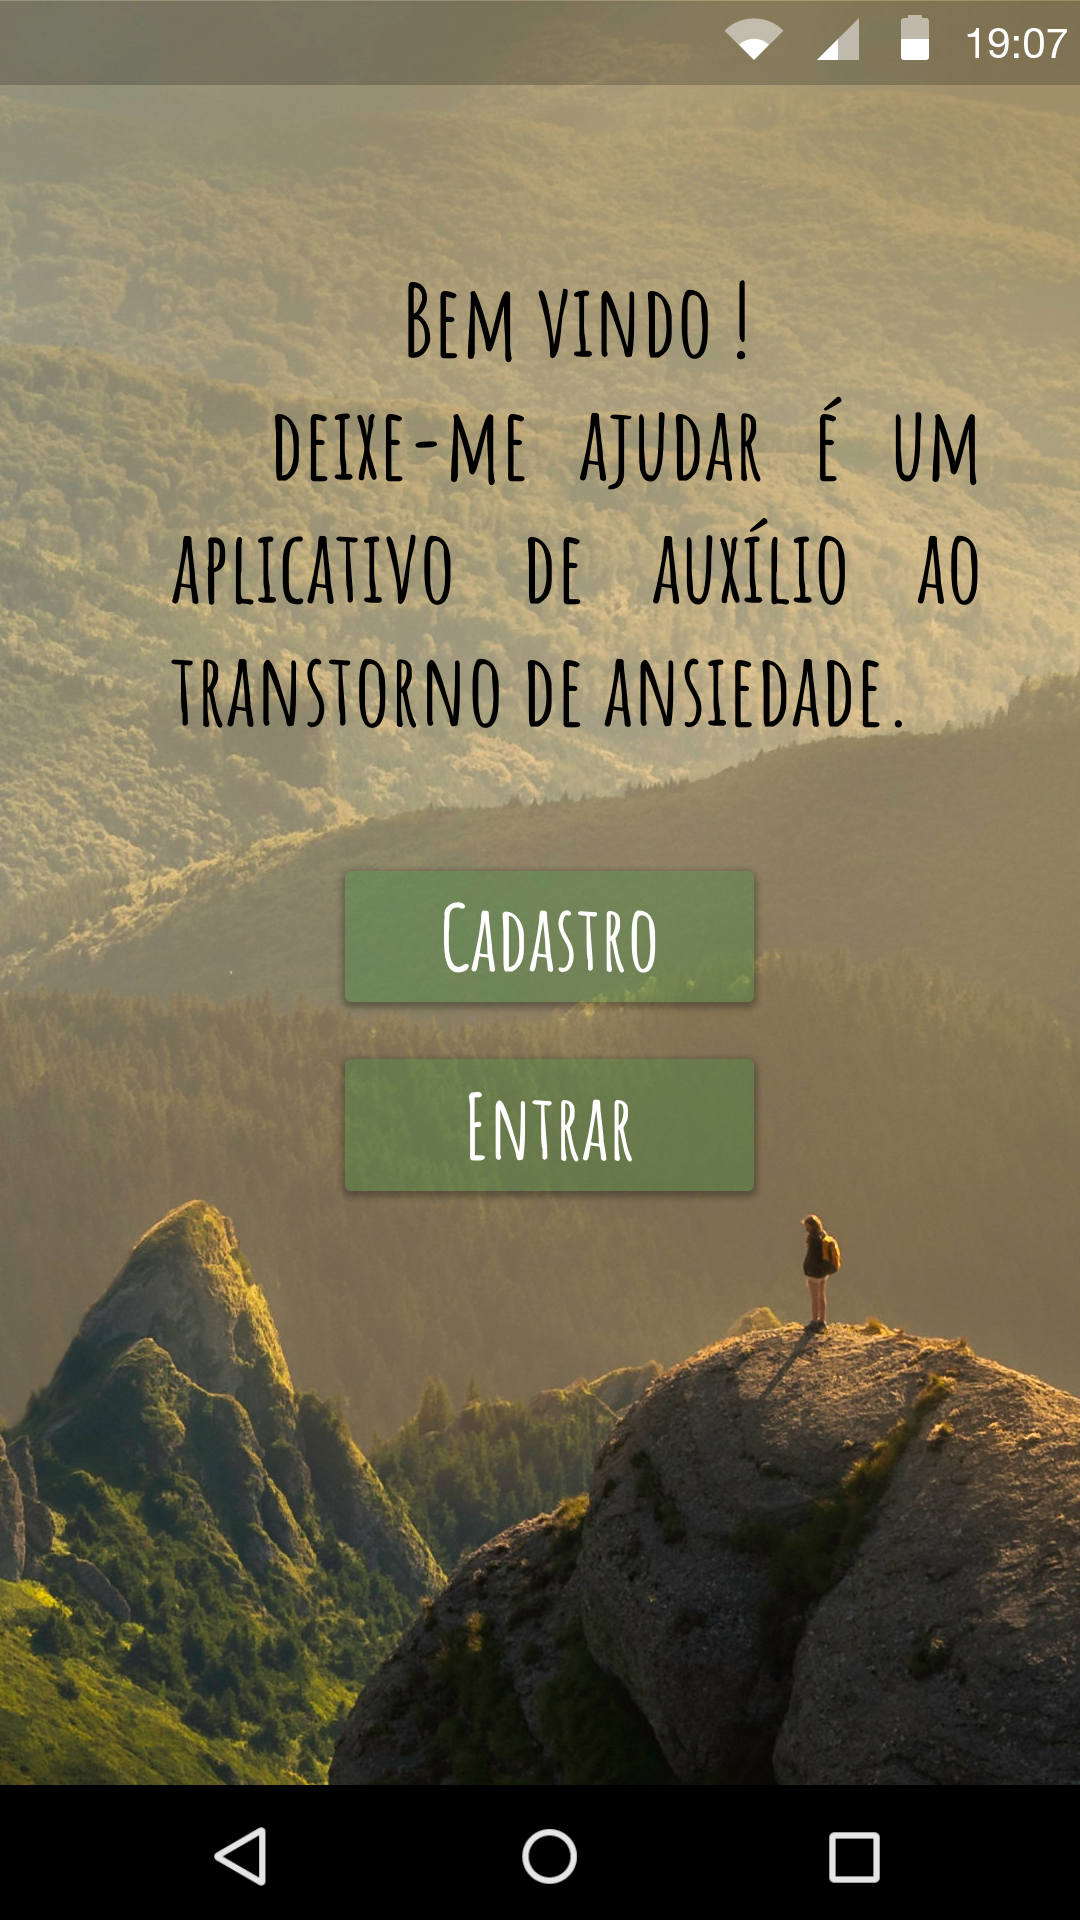 19:07
Bem vindo !
deixe-me ajudar é um
aplicativo de auxílio ao
transtorno de ansiedade.
Cadastro
Entrar